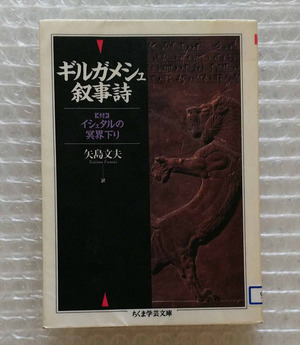 ギルガメシュ
叙事詩
【付】
イシュタルの
冥界下り
矢島文夫
訳
ちくま学芸文庫